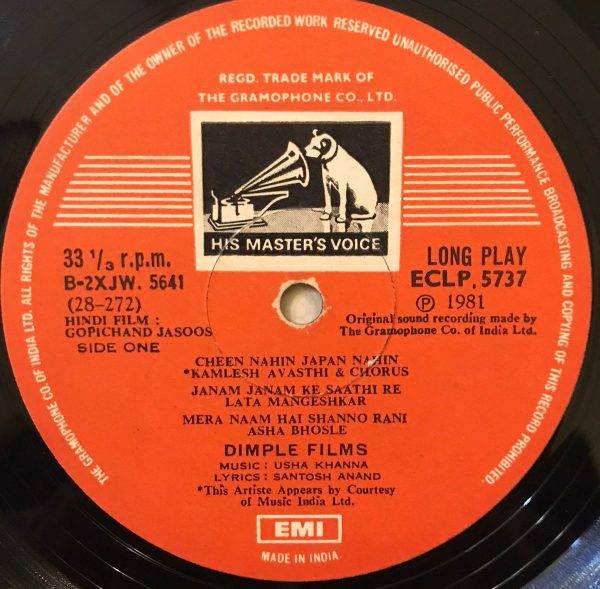 THE GRAMOPHONE CO. OF INDIA LTD. ALL RIGHTS OF THE MANUFACTURER AND OF THE OWNER OF THE RECORDED WORK RESERVED UNAUTHORISED PUBLIC PERFORMANCE BROADCASTING AND COPYING OF THIS RECORD PROHIBITED.
REGD. TRADE MARK OF
THE GRAMOPHONE CO., LTD.
HIS MASTER'S VOICE
33 1/3 r.p.m.
B-2XJW. 5641
(28-272)
HINDI FILM :
GOPICHAND JASOOS
SIDE ONE
LONG PLAY
ECLP. 5737
℗ 1981
Original sound recording made by
The Gramophone Co. of India Ltd.
CHEEN NAHIN JAPAN NAHIN
*KAMLESH AVASTHI & CHORUS
JANAM JANAM KE SAATHI RE
LATA MANGESHKAR
MERA NAAM HAI SHANNO RANI
ASHA BHOSLE
DIMPLE FILMS
MUSIC : USHA KHANNA
LYRICS : SANTOSH ANAND
*This Artiste Appears by Courtesy
of Music India Ltd.
EMI
MADE IN INDIA.